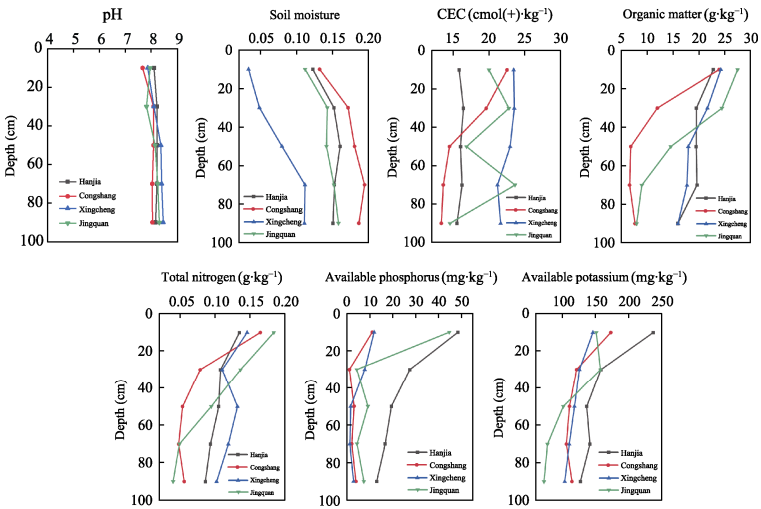 pH
4 5 6 7 8 9
0
20
40
60
80
100
Depth (cm)
Hanjia
Congshang
Xingcheng
Jingquan
Soil moisture
0.05 0.10 0.15 0.20
0
20
40
60
80
100
Depth (cm)
Hanjia
Congshang
Xingcheng
Jingquan
CEC (cmol(+)·kg⁻¹)
15 20 25 30
0
20
40
60
80
100
Depth (cm)
Hanjia
Congshang
Xingcheng
Jingquan
Organic matter (g·kg⁻¹)
5 10 15 20 25 30
0
20
40
60
80
100
Depth (cm)
Hanjia
Congshang
Xingcheng
Jingquan
Total nitrogen (g·kg⁻¹)
0.05 0.10 0.15 0.20
0
20
40
60
80
100
Depth (cm)
Hanjia
Congshang
Xingcheng
Jingquan
Available phosphorus (mg·kg⁻¹)
0 10 20 30 40 50
0
20
40
60
80
100
Depth (cm)
Hanjia
Congshang
Xingcheng
Jingquan
Available potassium (mg·kg⁻¹)
100 150 200 250
0
20
40
60
80
100
Depth (cm)
Hanjia
Congshang
Xingcheng
Jingquan